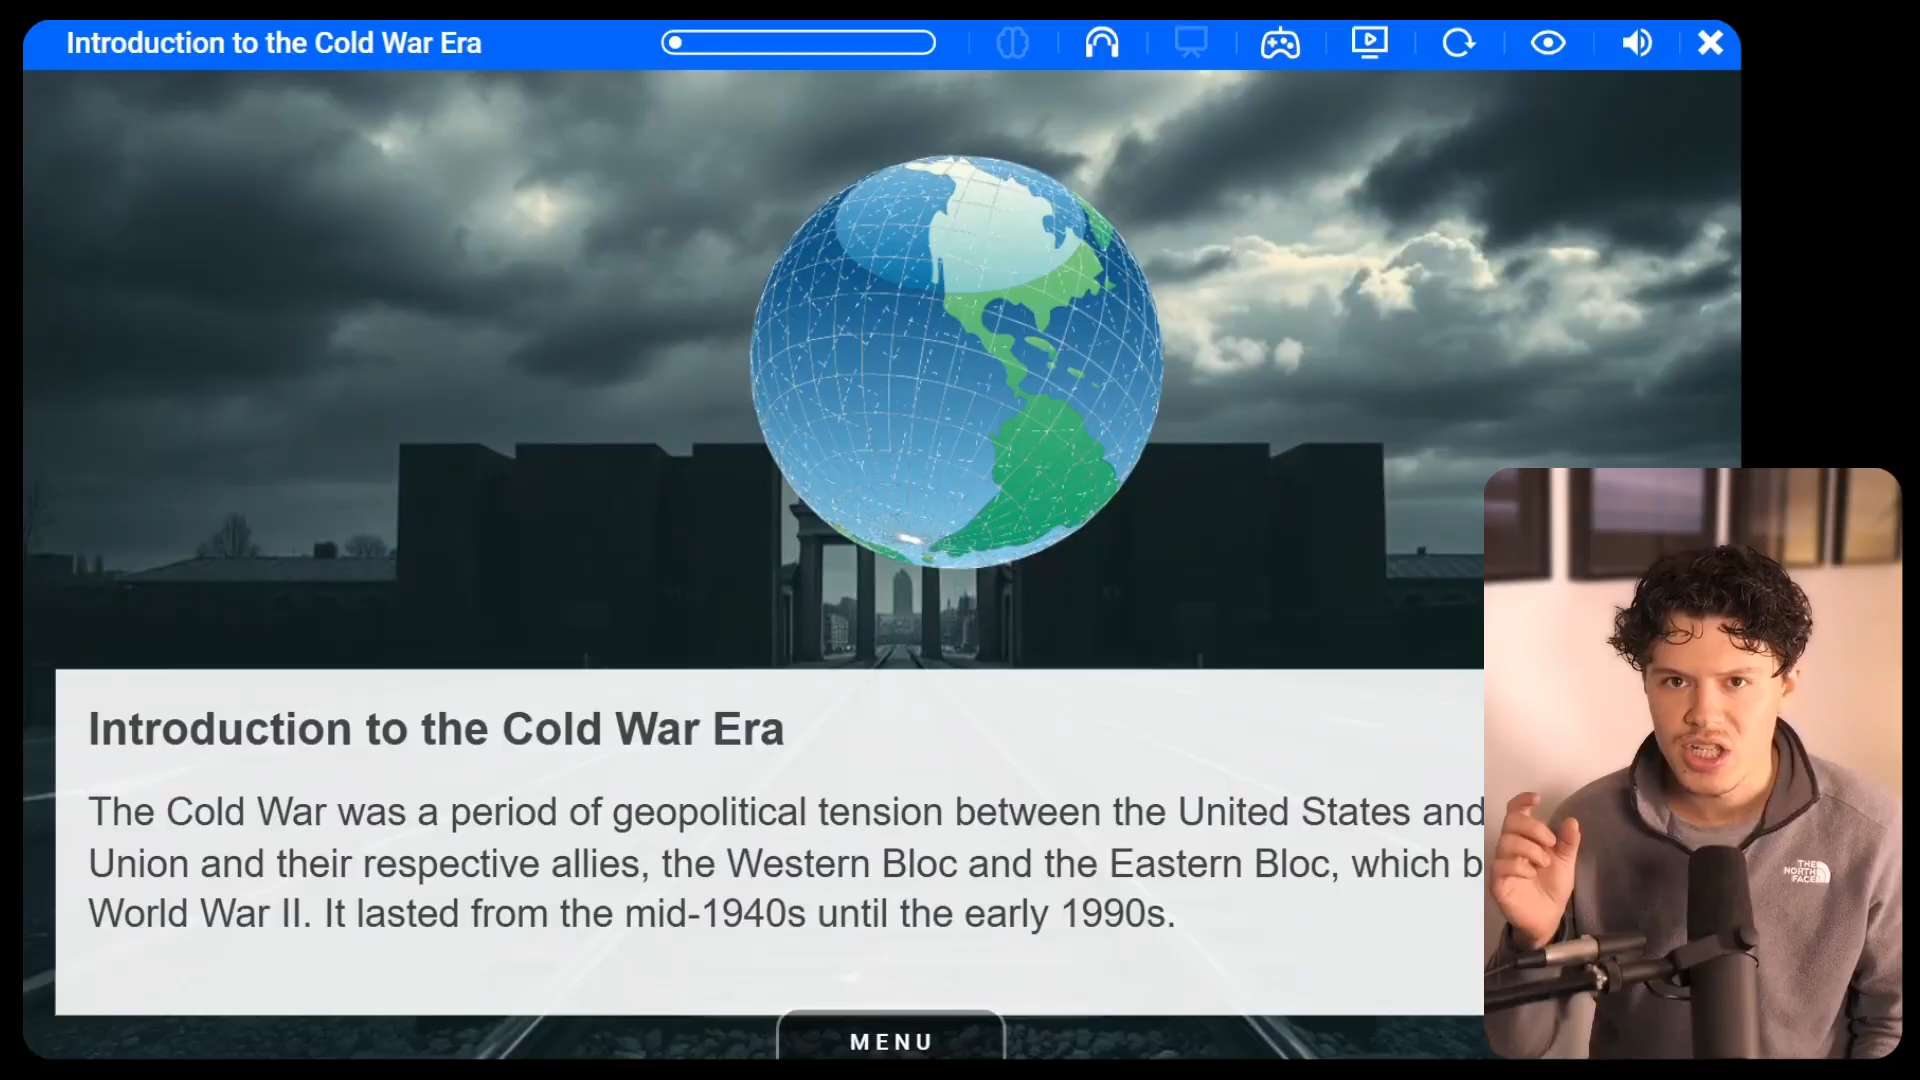 Introduction to the Cold War Era
Introduction to the Cold War Era
The Cold War was a period of geopolitical tension between the United States and
Union and their respective allies, the Western Bloc and the Eastern Bloc, which b
World War II. It lasted from the mid-1940s until the early 1990s.
MENU
THE
NORTH
FACE